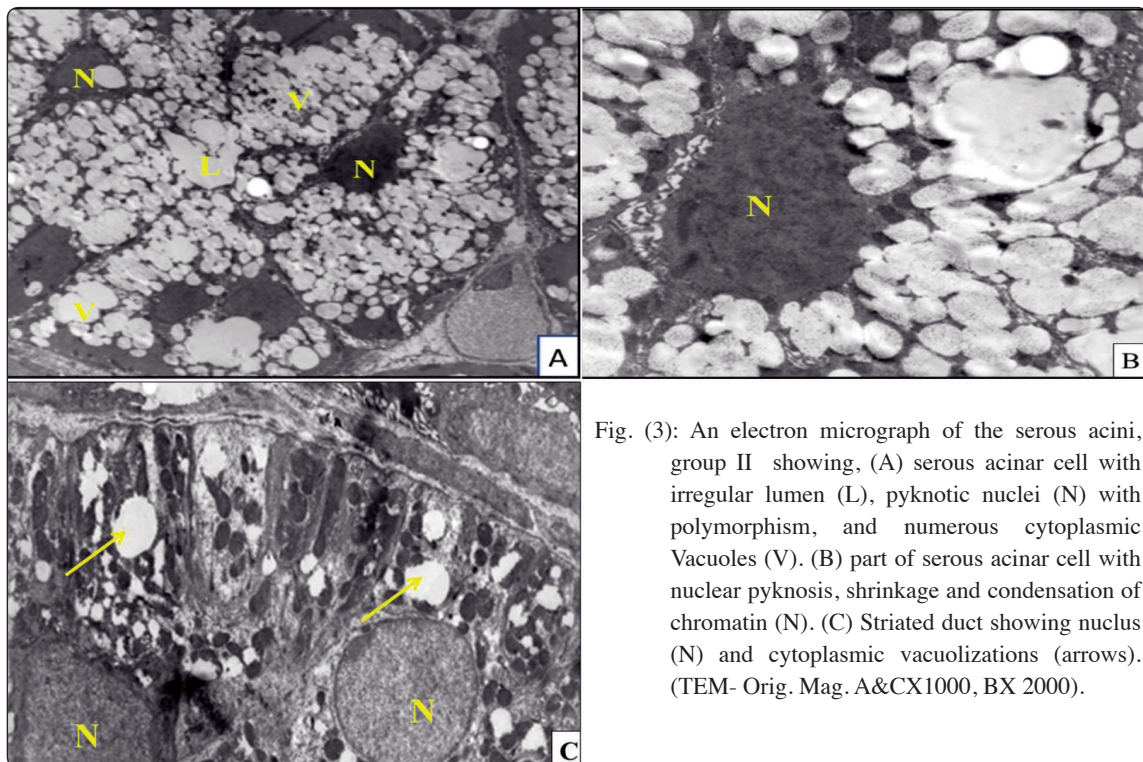 N
V
L
N
V
A
N
B
N
N
C
Fig. (3): An electron micrograph of the serous acini,
group II showing, (A) serous acinar cell with
irregular lumen (L), pyknotic nuclei (N) with
polymorphism, and numerous cytoplasmic
Vacuoles (V). (B) part of serous acinar cell with
nuclear pyknosis, shrinkage and condensation of
chromatin (N). (C) Striated duct showing nuclus
(N) and cytoplasmic vacuolizations (arrows).
(TEM- Orig. Mag. A&CX1000, BX 2000).